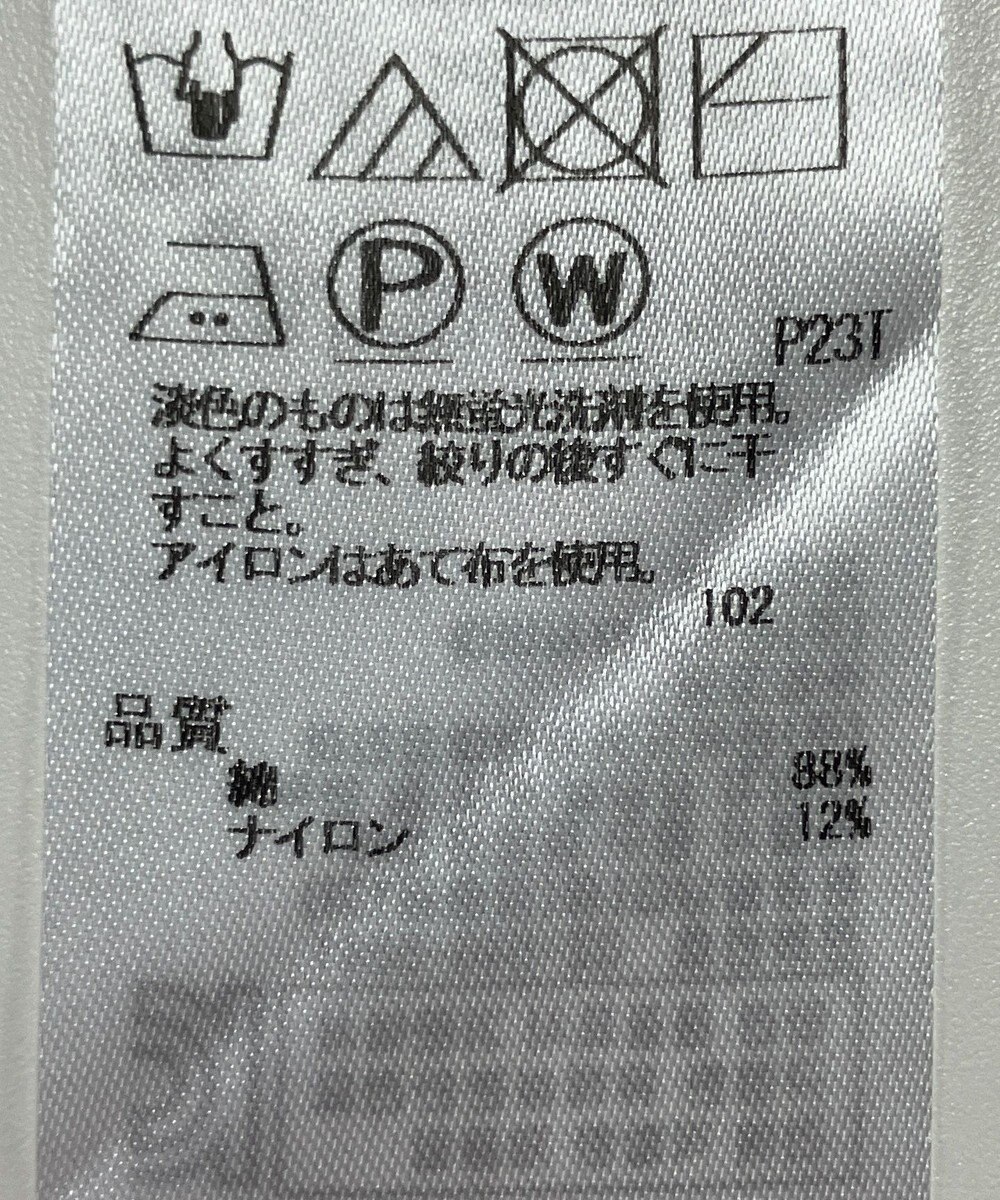 P
W
P23T
淡色のものは無蛍光洗剤を使用。
よくすすぎ、絞りの後すぐに干
すこと。
アイロンはあて布を使用。
102
品質
綿 88%
ナイロン 12%